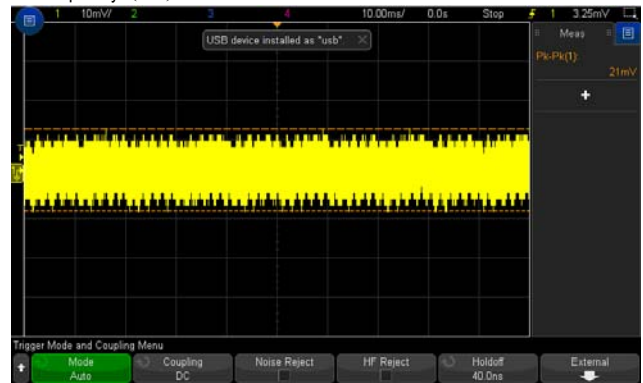 1 10mV/ 2 3 4 10.00ms/ 0.0s Stop 1 3.25mV
USB device installed as "usb"
Meas
Pk-Pk(1):
21mV
T
Trigger Mode and Coupling Menu
Mode Coupling Noise Reject HF Reject Holdoff External
Auto DC 40.0ns